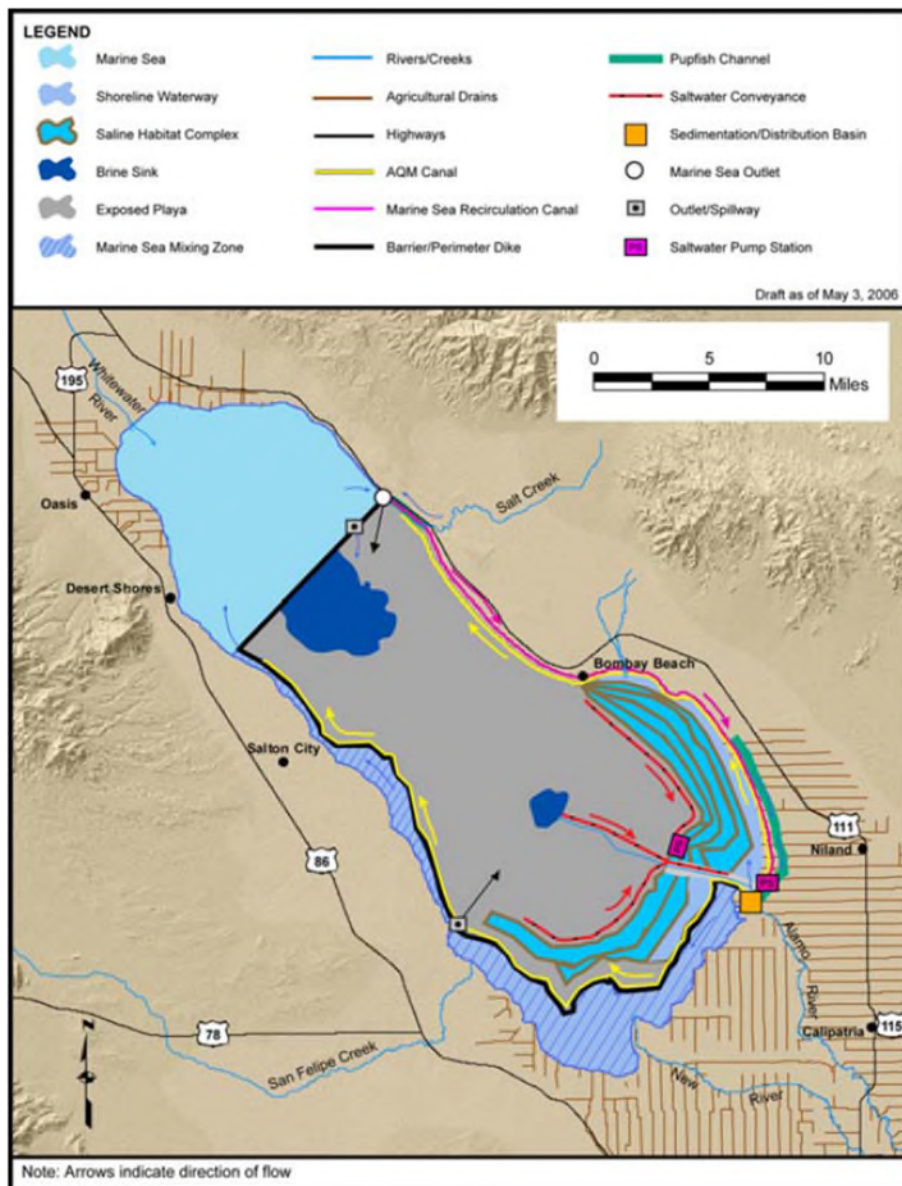 LEGEND
Marine Sea
Shoreline Waterway
Saline Habitat Complex
Brine Sink
Exposed Playa
Marine Sea Mixing Zone
Rivers/Creeks
Agricultural Drains
Highways
AQM Canal
Marine Sea Recirculation Canal
Barrier/Perimeter Dike
Pupfish Channel
Saltwater Conveyance
Sedimentation/Distribution Basin
Marine Sea Outlet
Outlet/Spillway
PS
Saltwater Pump Station
Draft as of May 3, 2006
0 5 10
Miles
195
Whitewater
River
Oasis
Salt Creek
Desert Shores
Bombay Beach
Salton City
86
111
Niland
PS
PS
Alamo
River
78
115
Calipatria
San Felipe Creek
New
River
Note: Arrows indicate direction of flow